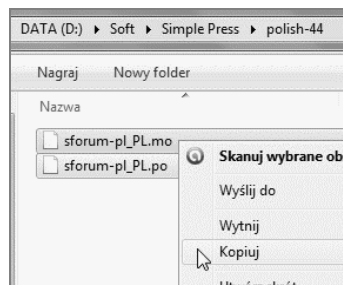 DATA (D:) ▸ Soft ▸ Simple Press ▸ polish-44
Nagraj Nowy folder
Nazwa
sforum-pl_PL.mo
sforum-pl_PL.po
Skanuj wybrane ob
Wyślij do
Wytnij
Kopiuj